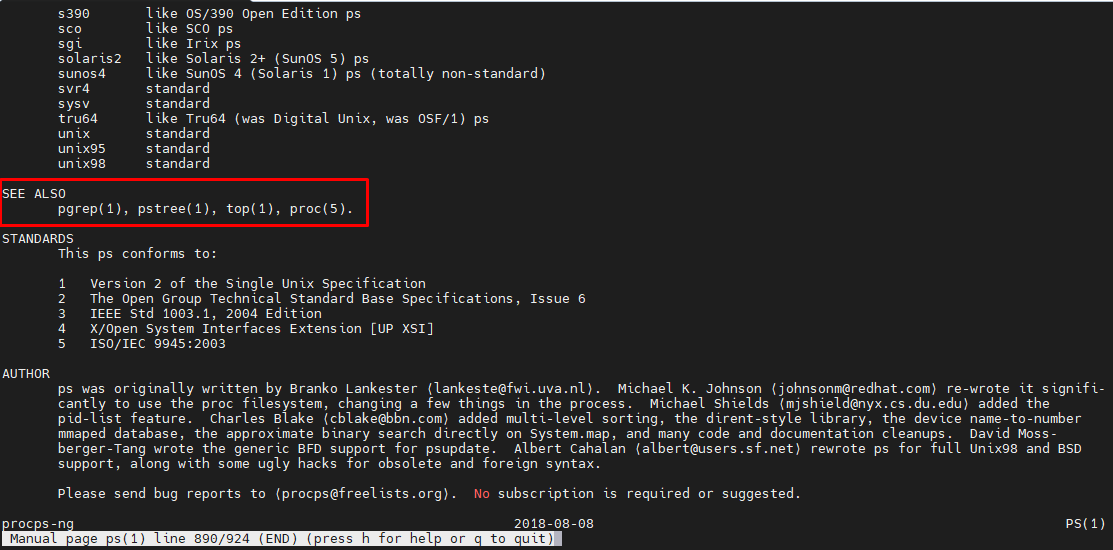 s390 like OS/390 Open Edition ps
sco like SCO ps
sgi like Irix ps
solaris2 like Solaris 2+ (SunOS 5) ps
sunos4 like SunOS 4 (Solaris 1) ps (totally non-standard)
svr4 standard
sysv standard
tru64 like Tru64 (was Digital Unix, was OSF/1) ps
unix standard
unix95 standard
unix98 standard
SEE ALSO
pgrep(1), pstree(1), top(1), proc(5).
STANDARDS
This ps conforms to:
1 Version 2 of the Single Unix Specification
2 The Open Group Technical Standard Base Specifications, Issue 6
3 IEEE Std 1003.1, 2004 Edition
4 X/Open System Interfaces Extension [UP XSI]
5 ISO/IEC 9945:2003
AUTHOR
ps was originally written by Branko Lankester ⟨lankeste@fwi.uva.nl⟩. Michael K. Johnson ⟨johnsonm@redhat.com⟩ re-wrote it signifi-
cantly to use the proc filesystem, changing a few things in the process. Michael Shields ⟨mjshield@nyx.cs.du.edu⟩ added the
pid-list feature. Charles Blake ⟨cblake@bbn.com⟩ added multi-level sorting, the dirent-style library, the device name-to-number
mmaped database, the approximate binary search directly on System.map, and many code and documentation cleanups. David Moss-
berger-Tang wrote the generic BFD support for psupdate. Albert Cahalan ⟨albert@users.sf.net⟩ rewrote ps for full Unix98 and BSD
support, along with some ugly hacks for obsolete and foreign syntax.
Please send bug reports to ⟨procps@freelists.org⟩. No subscription is required or suggested.
procps-ng 2018-08-08 PS(1)
Manual page ps(1) line 890/924 (END) (press h for help or q to quit)